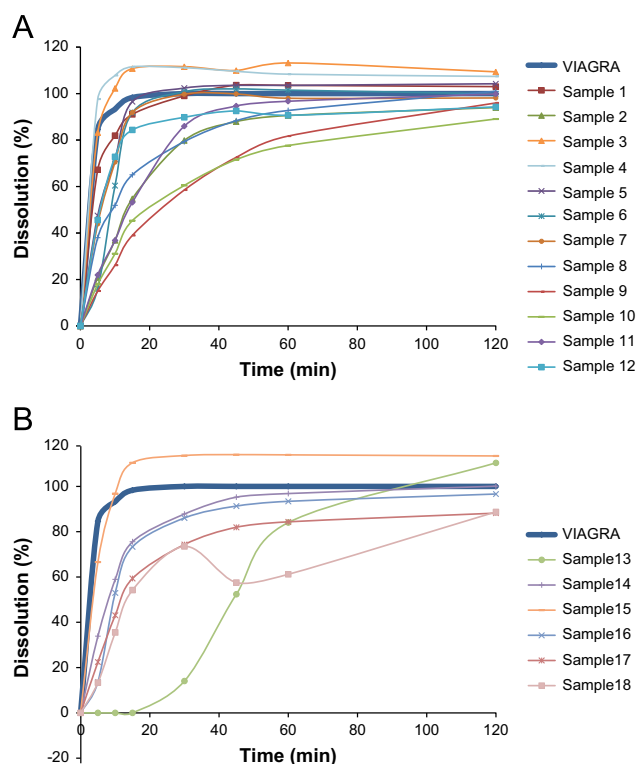 A
120
100
80
60
40
20
0
Dissolution (%)
0 20 40 60 80 100 120
Time (min)
VIAGRA
Sample 1
Sample 2
Sample 3
Sample 4
Sample 5
Sample 6
Sample 7
Sample 8
Sample 9
Sample 10
Sample 11
Sample 12
B
120
100
80
60
40
20
0
-20
Dissolution (%)
0 20 40 60 80 100 120
Time (min)
VIAGRA
Sample13
Sample14
Sample15
Sample16
Sample17
Sample18